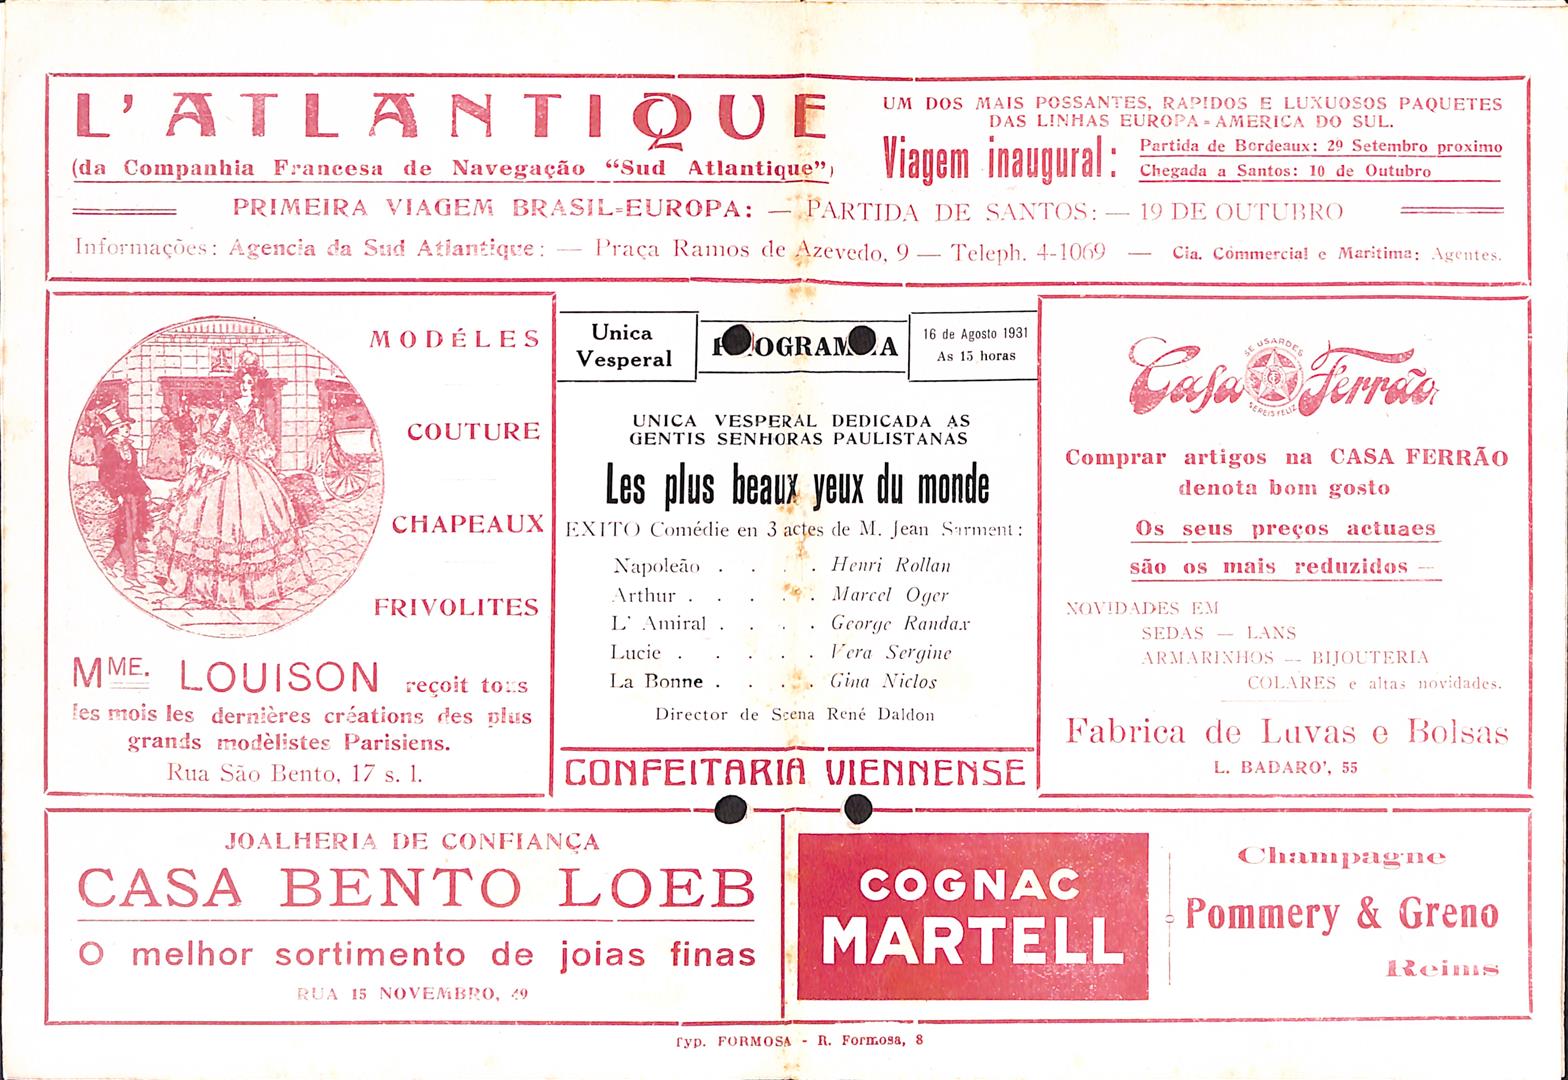 L'ATLANTIQUE
(da Companhia Francesa de Navegação "Sud Atlantique")
UM DOS MAIS POSSANTES, RAPIDOS E LUXUOSOS PAQUETES
DAS LINHAS EUROPA=AMERICA DO SUL.
Viagem inaugural:
Partida de Bordeaux: 29 Setembro proximo
Chegada a Santos: 10 de Outubro
PRIMEIRA VIAGEM BRASIL=EUROPA: — PARTIDA DE SANTOS: — 19 DE OUTUBRO
Informações: Agencia da Sud Atlantique: — Praça Ramos de Azevedo, 9 — Teleph. 4-1069 — Cia. Commercial e Maritima: Agentes.
MODÉLES
COUTURE
CHAPEAUX
FRIVOLITES
MME. LOUISON reçoit tous
les mois les dernières créations des plus
grands modèlistes Parisiens.
Rua São Bento, 17 s. l.
Unica
Vesperal
PROGRAMMA
16 de Agosto 1931
As 15 horas
UNICA VESPERAL DEDICADA AS
GENTIS SENHORAS PAULISTANAS
Les plus beaux yeux du monde
EXITO Comédie en 3 actes de M. Jean Sarment:
Napoleão . . . . Henri Rollan
Arthur . . . . . Marcel Oger
L' Amiral . . . . George Randax
Lucie . . . . . Vera Sergine
La Bonne . . . . Gina Niclos
Director de Scena René Daldon
CONFEITARIA VIENNENSE
Casa Ferrão
SE USARDES
SEREIS FELIZ
Comprar artigos na CASA FERRÃO
denota bom gosto
Os seus preços actuaes
são os mais reduzidos —
NOVIDADES EM
SEDAS — LANS
ARMARINHOS — BIJOUTERIA
COLARES e altas novidades.
Fabrica de Luvas e Bolsas
L. BADARO', 55
JOALHERIA DE CONFIANÇA
CASA BENTO LOEB
O melhor sortimento de joias finas
RUA 15 NOVEMBRO, 49
COGNAC
MARTELL
Champagne
Pommery & Greno
Reims
Typ. FORMOSA - R. Formosa, 8